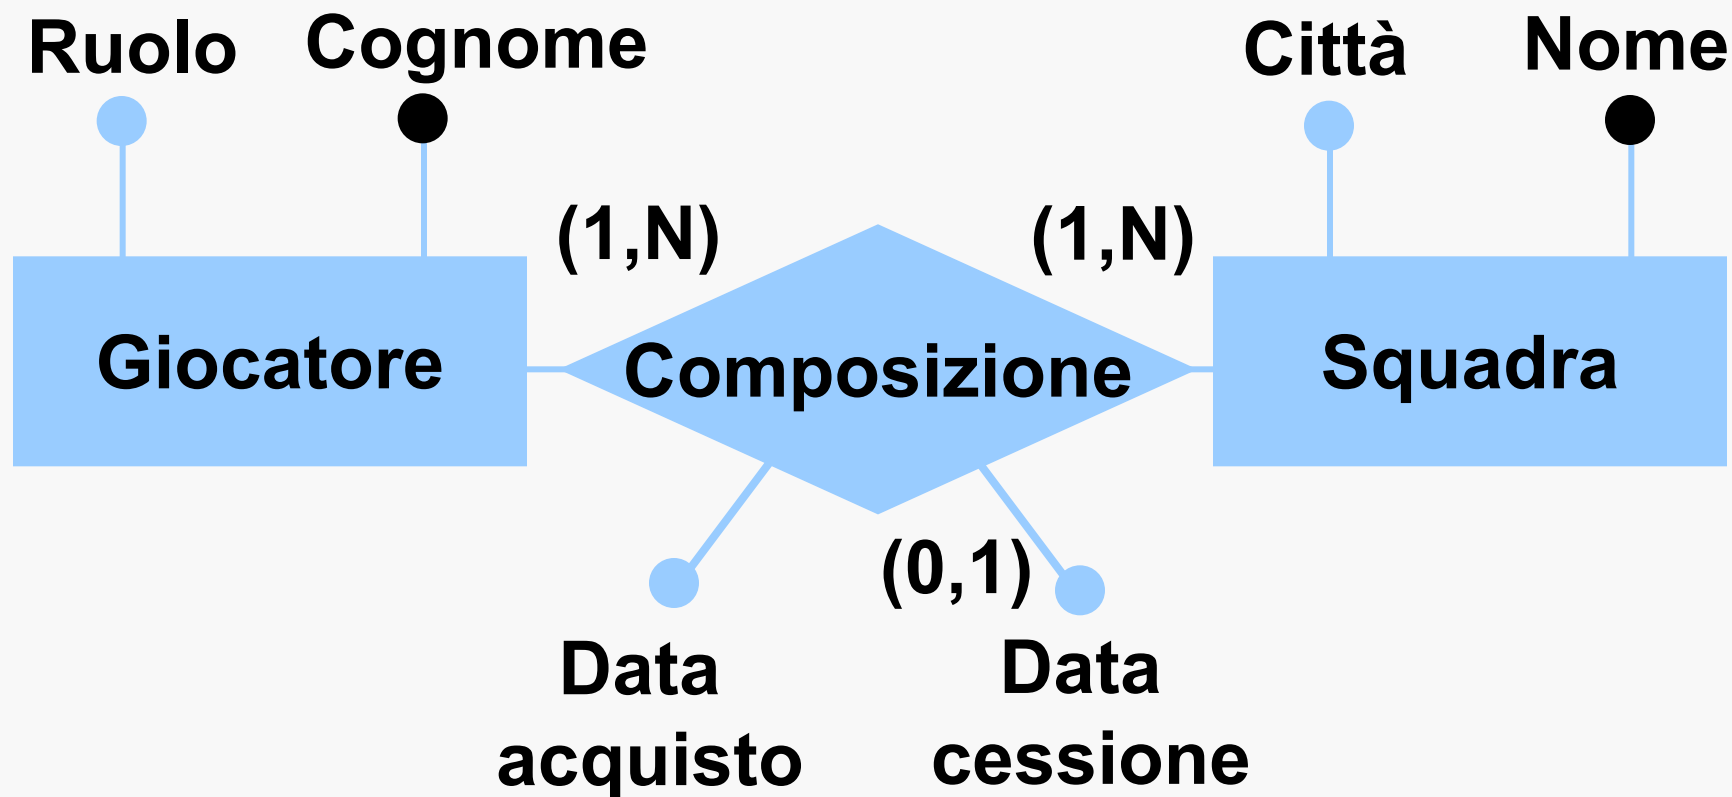 Ruolo
Cognome
Città
Nome
(1,N)
(1,N)
Giocatore
Composizione
Squadra
(0,1)
Data
acquisto
Data
cessione